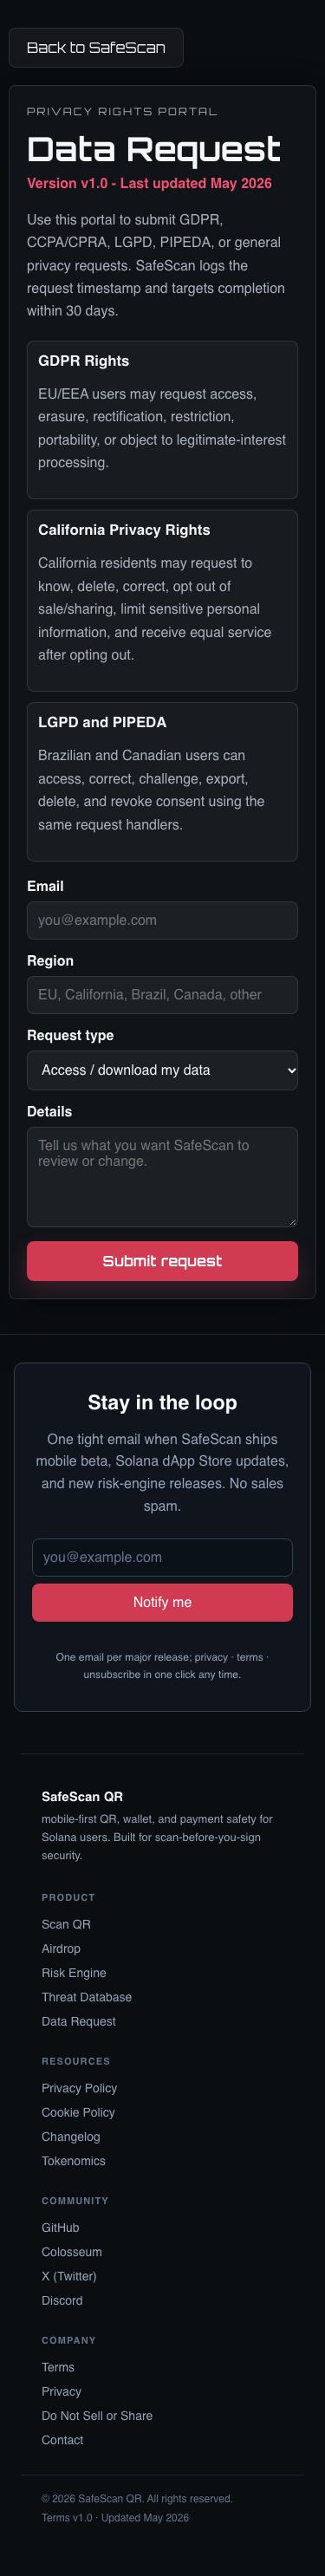 Back to SafeScan
PRIVACY RIGHTS PORTAL
Data Request
Version v1.0 - Last updated May 2026
Use this portal to submit GDPR,
CCPA/CPRA, LGPD, PIPEDA, or general
privacy requests. SafeScan logs the
request timestamp and targets completion
within 30 days.
GDPR Rights
EU/EEA users may request access,
erasure, rectification, restriction,
portability, or object to legitimate-interest
processing.
California Privacy Rights
California residents may request to
know, delete, correct, opt out of
sale/sharing, limit sensitive personal
information, and receive equal service
after opting out.
LGPD and PIPEDA
Brazilian and Canadian users can
access, correct, challenge, export,
delete, and revoke consent using the
same request handlers.
Email
you@example.com
Region
EU, California, Brazil, Canada, other
Request type
Access / download my data
Details
Tell us what you want SafeScan to
review or change.
Submit request
Stay in the loop
One tight email when SafeScan ships
mobile beta, Solana dApp Store updates,
and new risk-engine releases. No sales
spam.
you@example.com
Notify me
One email per major release; privacy · terms ·
unsubscribe in one click any time.
SafeScan QR
mobile-first QR, wallet, and payment safety for
Solana users. Built for scan-before-you-sign
security.
PRODUCT
Scan QR
Airdrop
Risk Engine
Threat Database
Data Request
RESOURCES
Privacy Policy
Cookie Policy
Changelog
Tokenomics
COMMUNITY
GitHub
Colosseum
X (Twitter)
Discord
COMPANY
Terms
Privacy
Do Not Sell or Share
Contact
© 2026 SafeScan QR. All rights reserved.
Terms v1.0 · Updated May 2026